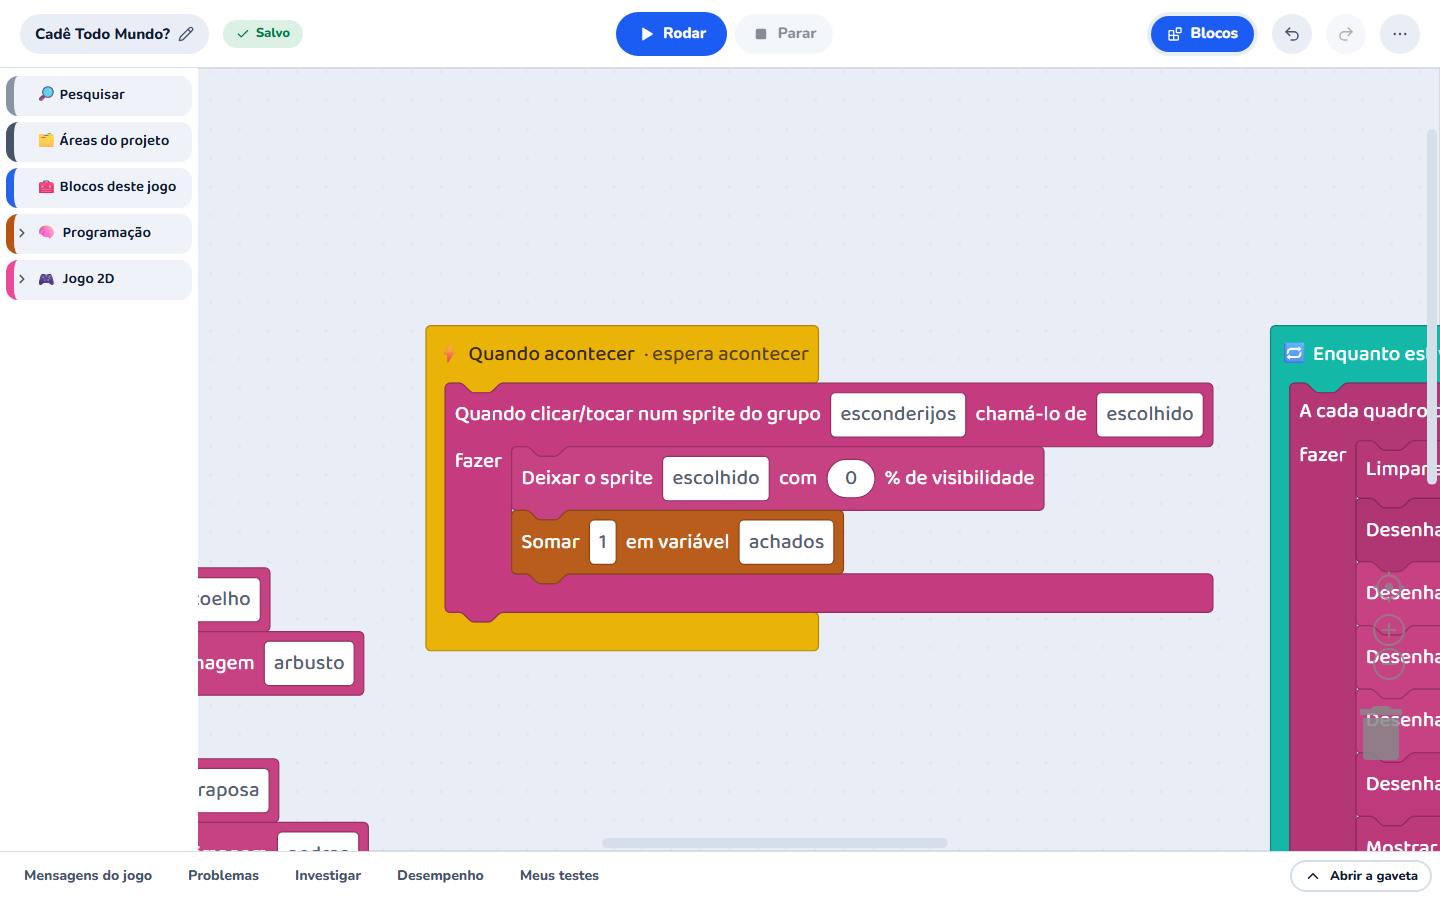 Cadê Todo Mundo?
Salvo
Rodar
Parar
Blocos
Pesquisar
Áreas do projeto
Blocos deste jogo
Programação
Jogo 2D
Quando acontecer · espera acontecer
Quando clicar/tocar num sprite do grupo esconderijos chamá-lo de escolhido
fazer
Deixar o sprite escolhido com 0 % de visibilidade
Somar 1 em variável achados
coelho
magem arbusto
raposa
Enquanto es
A cada quadro
fazer
Limpar
Desenha
Desenha
Desenha
Desenha
Desenha
Mostrar
Mensagens do jogo
Problemas
Investigar
Desempenho
Meus testes
Abrir a gaveta